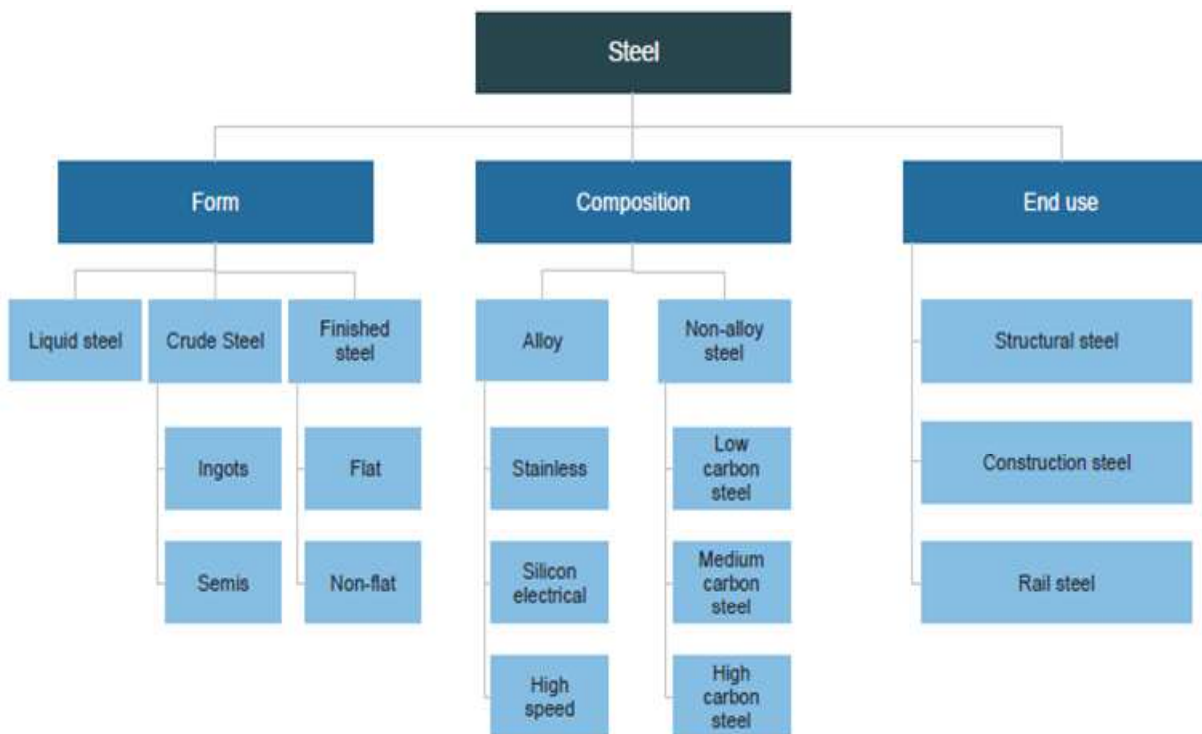 Steel
Form
Composition
End use
Liquid steel
Crude Steel
Finished
steel
Alloy
Non-alloy
steel
Structural steel
Ingots
Flat
Stainless
Low
carbon
steel
Construction steel
Semis
Non-flat
Silicon
electrical
Medium
carbon
steel
Rail steel
High
speed
High
carbon
steel